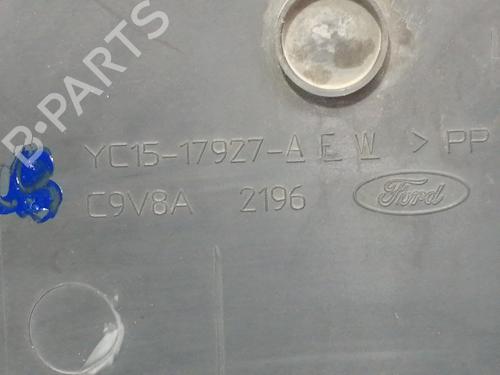 B-PARTS
YC15-17927-A E W > PP
C9V8A 2196 Ford